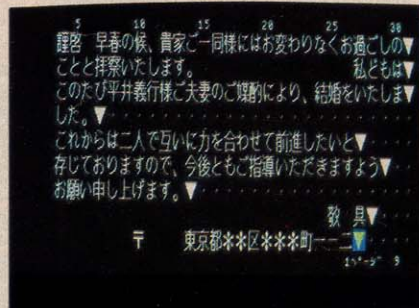 5 10 15 20 25 30
謹啓 早春の候、貴家ご一同様にはお変わりなくお過ごしの▼
ことと拝察いたします。 私どもは▼
このたび平井義行様ご夫妻のご媒酌により、結婚をいたしま▼
した。▼
これからは二人で互いに力を合わせて前進したいと▼
存じておりますので、今後ともご指導いただきますよう▼
お願い申し上げます。▼
敬 具▼
〒 東京都**区***町一ー二▼
1ページ 9